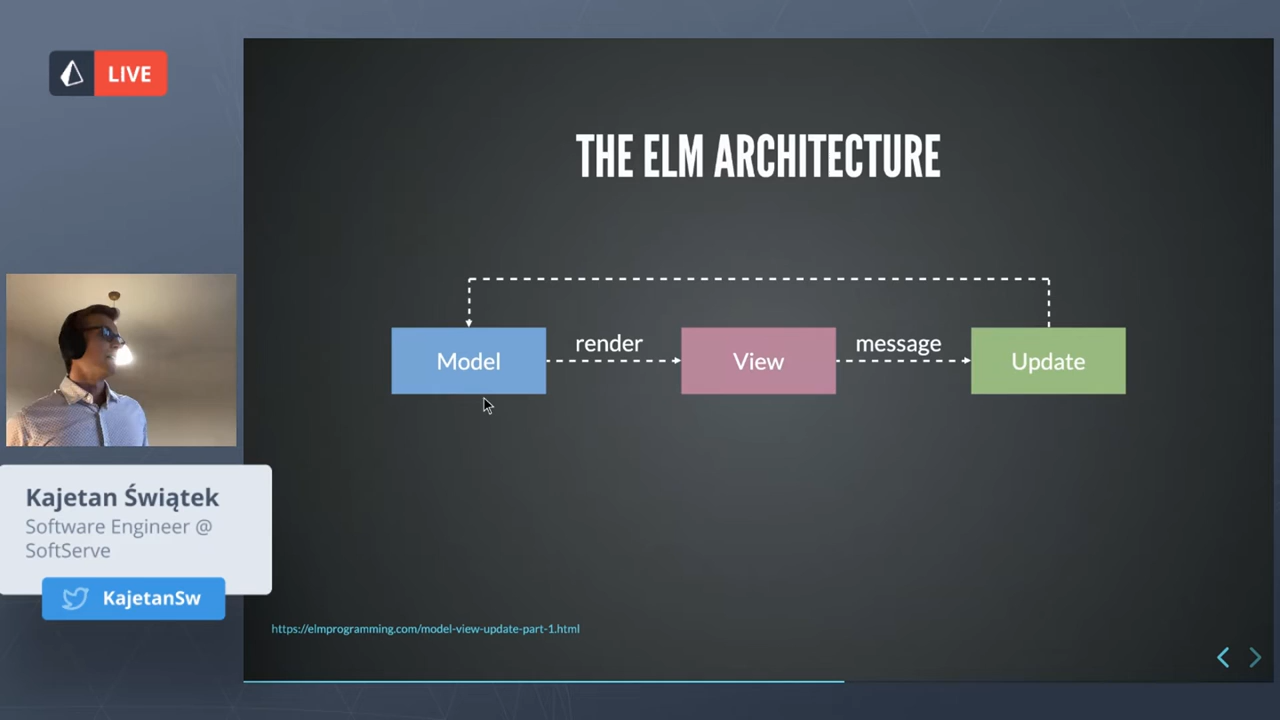 LIVE
THE ELM ARCHITECTURE
Model
render
View
message
Update
Kajetan Świątek
Software Engineer @
SoftServe
KajetanSw
https://elmprogramming.com/model-view-update-part-1.html